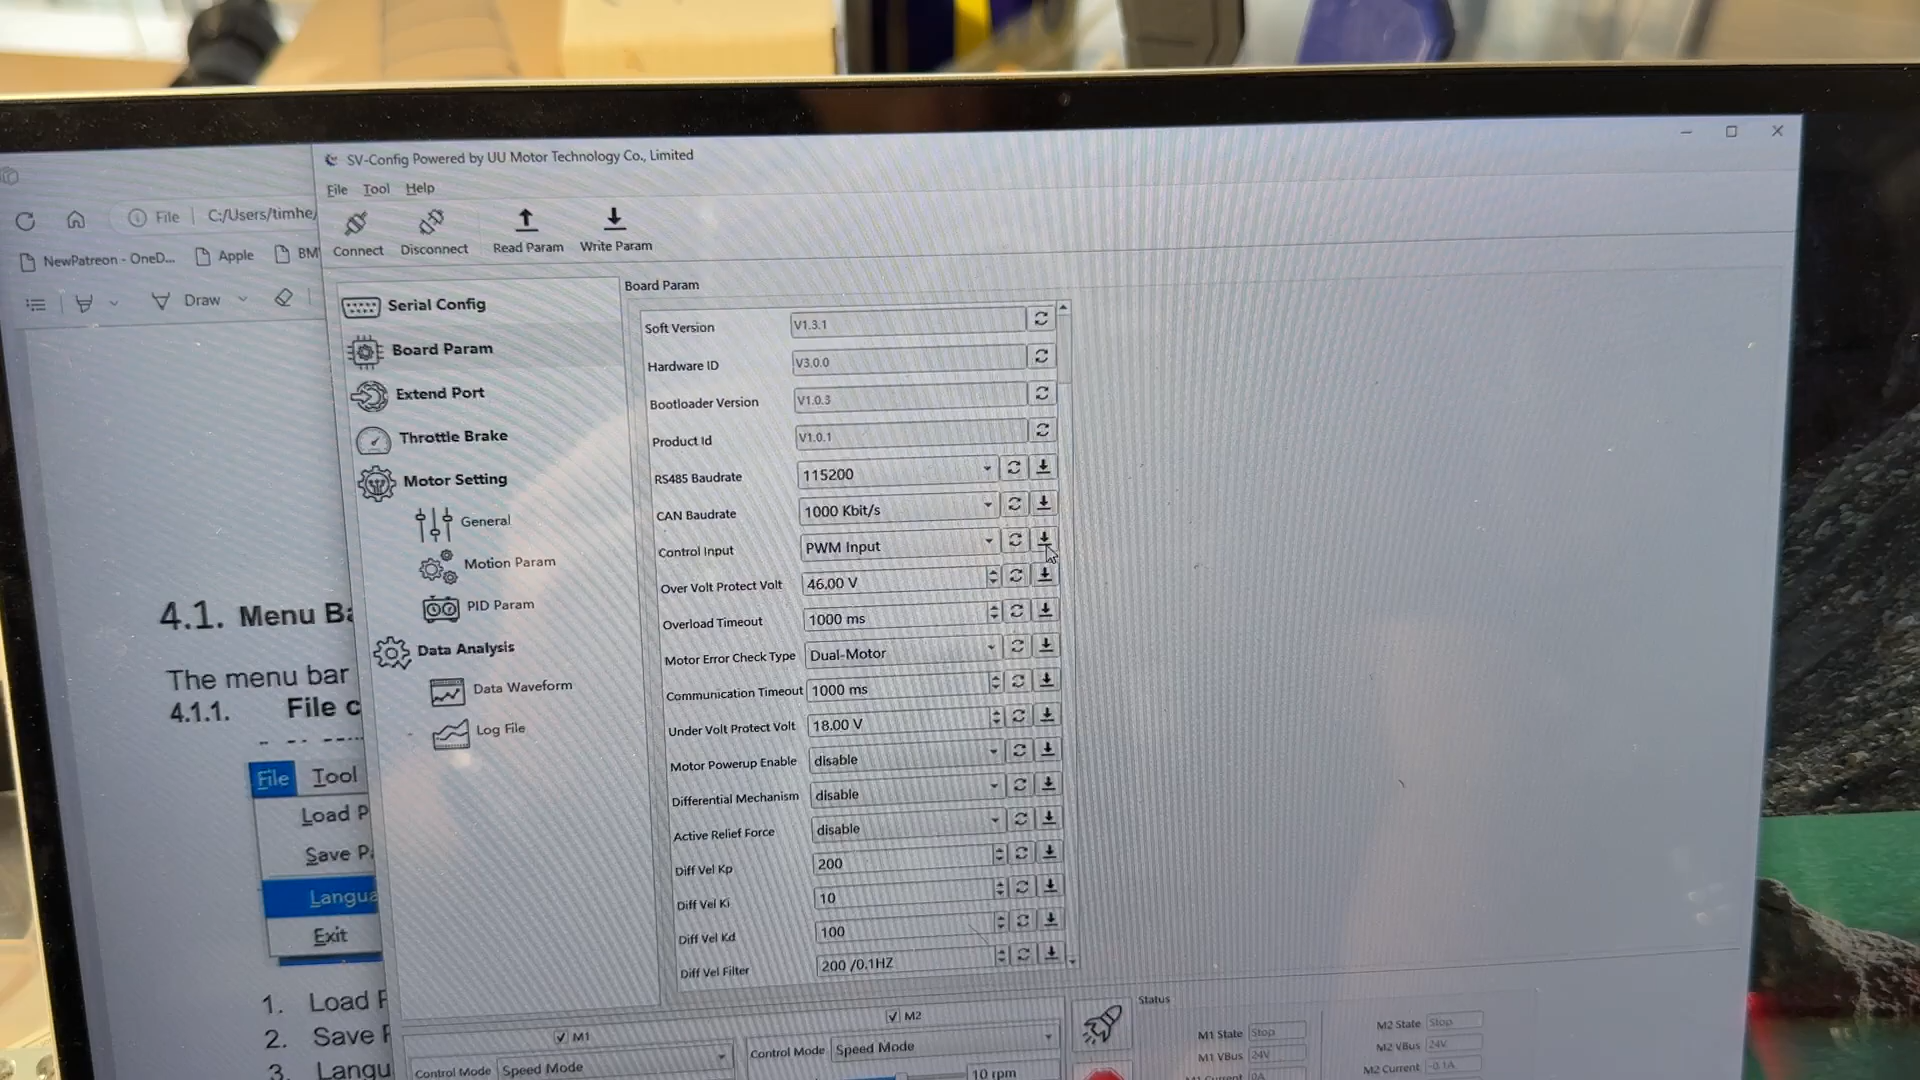 SV-Config Powered by UU Motor Technology Co., Limited
File Tool Help
Connect Disconnect Read Param Write Param
File C:/Users/timhe/
NewPatreon - OneD... Apple BM
Draw
Serial Config
Board Param
Extend Port
Throttle Brake
Motor Setting
General
Motion Param
PID Param
Data Analysis
Data Waveform
Log File
Board Param
Soft Version V1.3.1
Hardware ID V3.0.0
Bootloader Version V1.0.3
Product Id V1.0.1
RS485 Baudrate 115200
CAN Baudrate 1000 Kbit/s
Control Input PWM Input
Over Volt Protect Volt 46.00 V
Overload Timeout 1000 ms
Motor Error Check Type Dual-Motor
Communication Timeout 1000 ms
Under Volt Protect Volt 18.00 V
Motor Powerup Enable disable
Differential Mechanism disable
Active Relief Force disable
Diff Vel Kp 200
Diff Vel Ki 10
Diff Vel Kd 100
Diff Vel Filter 200 /0.1HZ
4.1. Menu Ba
The menu bar
4.1.1. File c
File Tool
Load P
Save Pa
Langua
Exit
1. Load F
2. Save F
3. Langu
M1
Control Mode Speed Mode
M2
Control Mode Speed Mode
10 rpm
Status
M1 State Stop
M1 VBus 24V
M1 Current 0A
M2 State Stop
M2 VBus 24V
M2 Current -0.1A